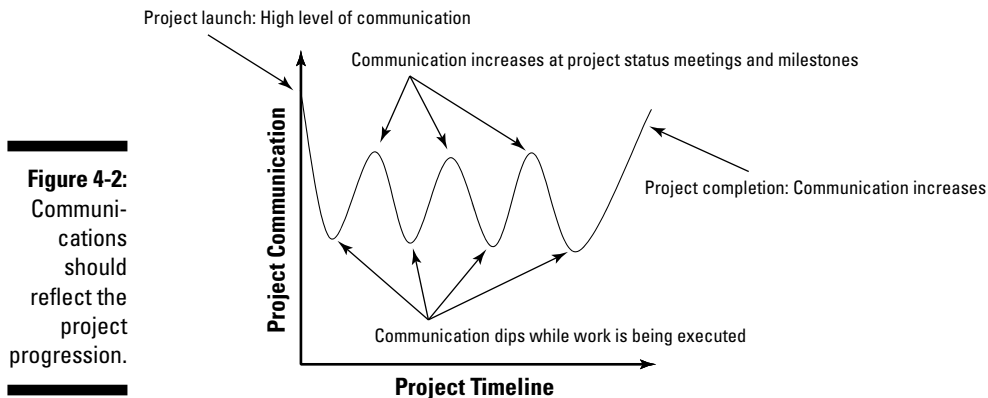 Project launch: High level of communication
Communication increases at project status meetings and milestones
Project Communication
Figure 4-2:
Communi-
cations
should
reflect the
project
progression.
Project completion: Communication increases
Communication dips while work is being executed
Project Timeline